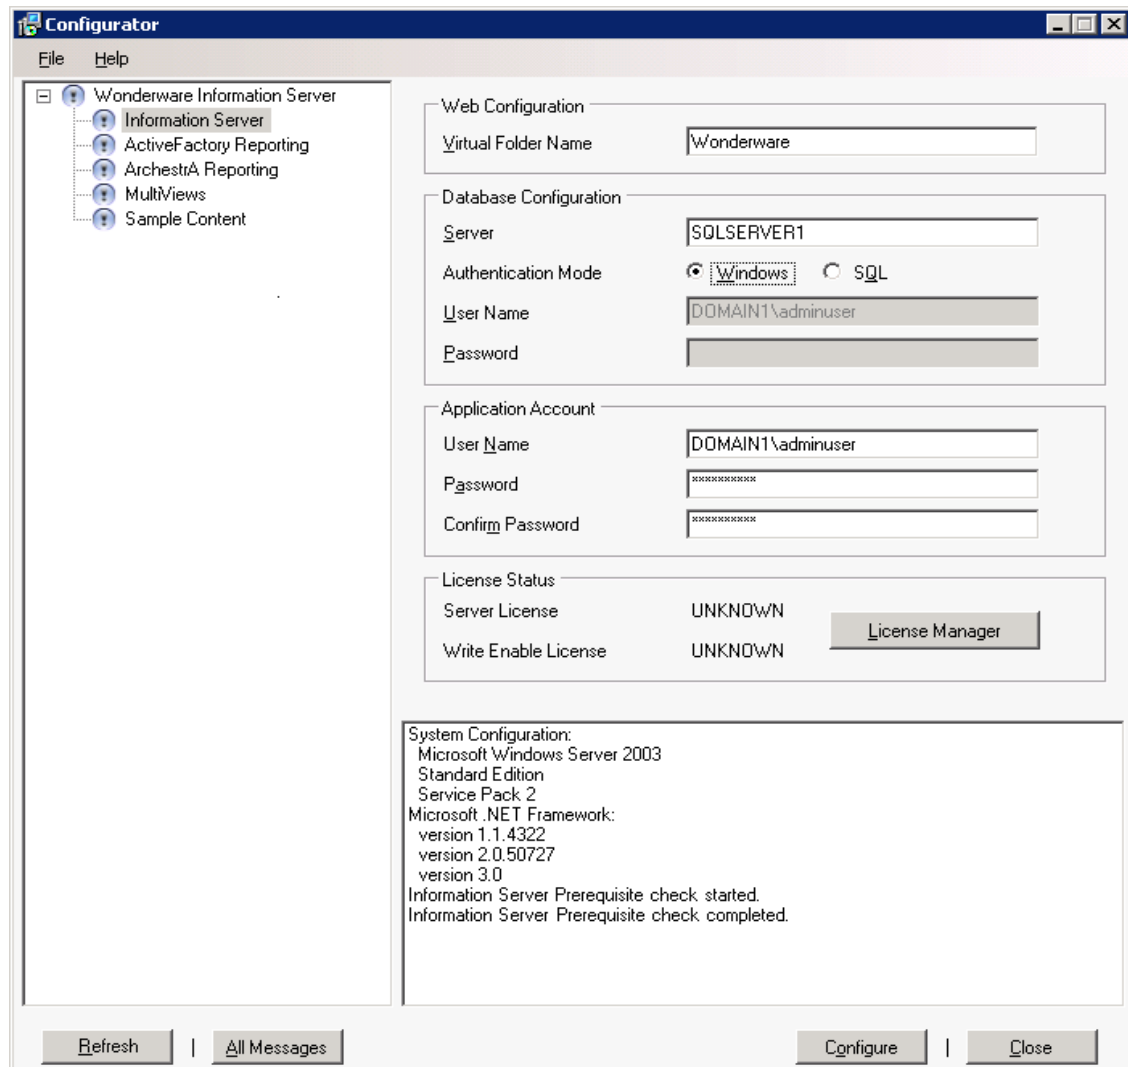 Configurator
File Help
Wonderware Information Server
Information Server
ActiveFactory Reporting
ArchestrA Reporting
MultiViews
Sample Content
Web Configuration
Virtual Folder Name Wonderware
Database Configuration
Server SQLSERVER1
Authentication Mode Windows SQL
User Name DOMAIN1\adminuser
Password
Application Account
User Name DOMAIN1\adminuser
Password **********
Confirm Password **********
License Status
Server License UNKNOWN
License Manager
Write Enable License UNKNOWN
System Configuration:
Microsoft Windows Server 2003
Standard Edition
Service Pack 2
Microsoft .NET Framework:
version 1.1.4322
version 2.0.50727
version 3.0
Information Server Prerequisite check started.
Information Server Prerequisite check completed.
Refresh | All Messages Configure | Close